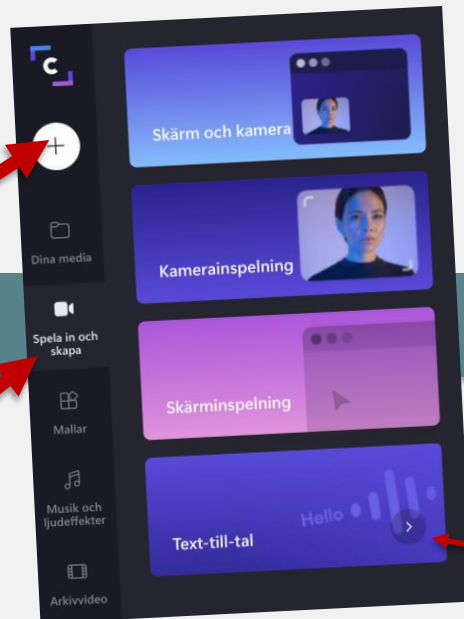 C
Skärm och kamera
Dina media
Kamerainspelning
Spela in och
skapa
Skärminspelning
Mallar
Musik och
ljudeffekter
Hello
Text-till-tal
Arkivvideo